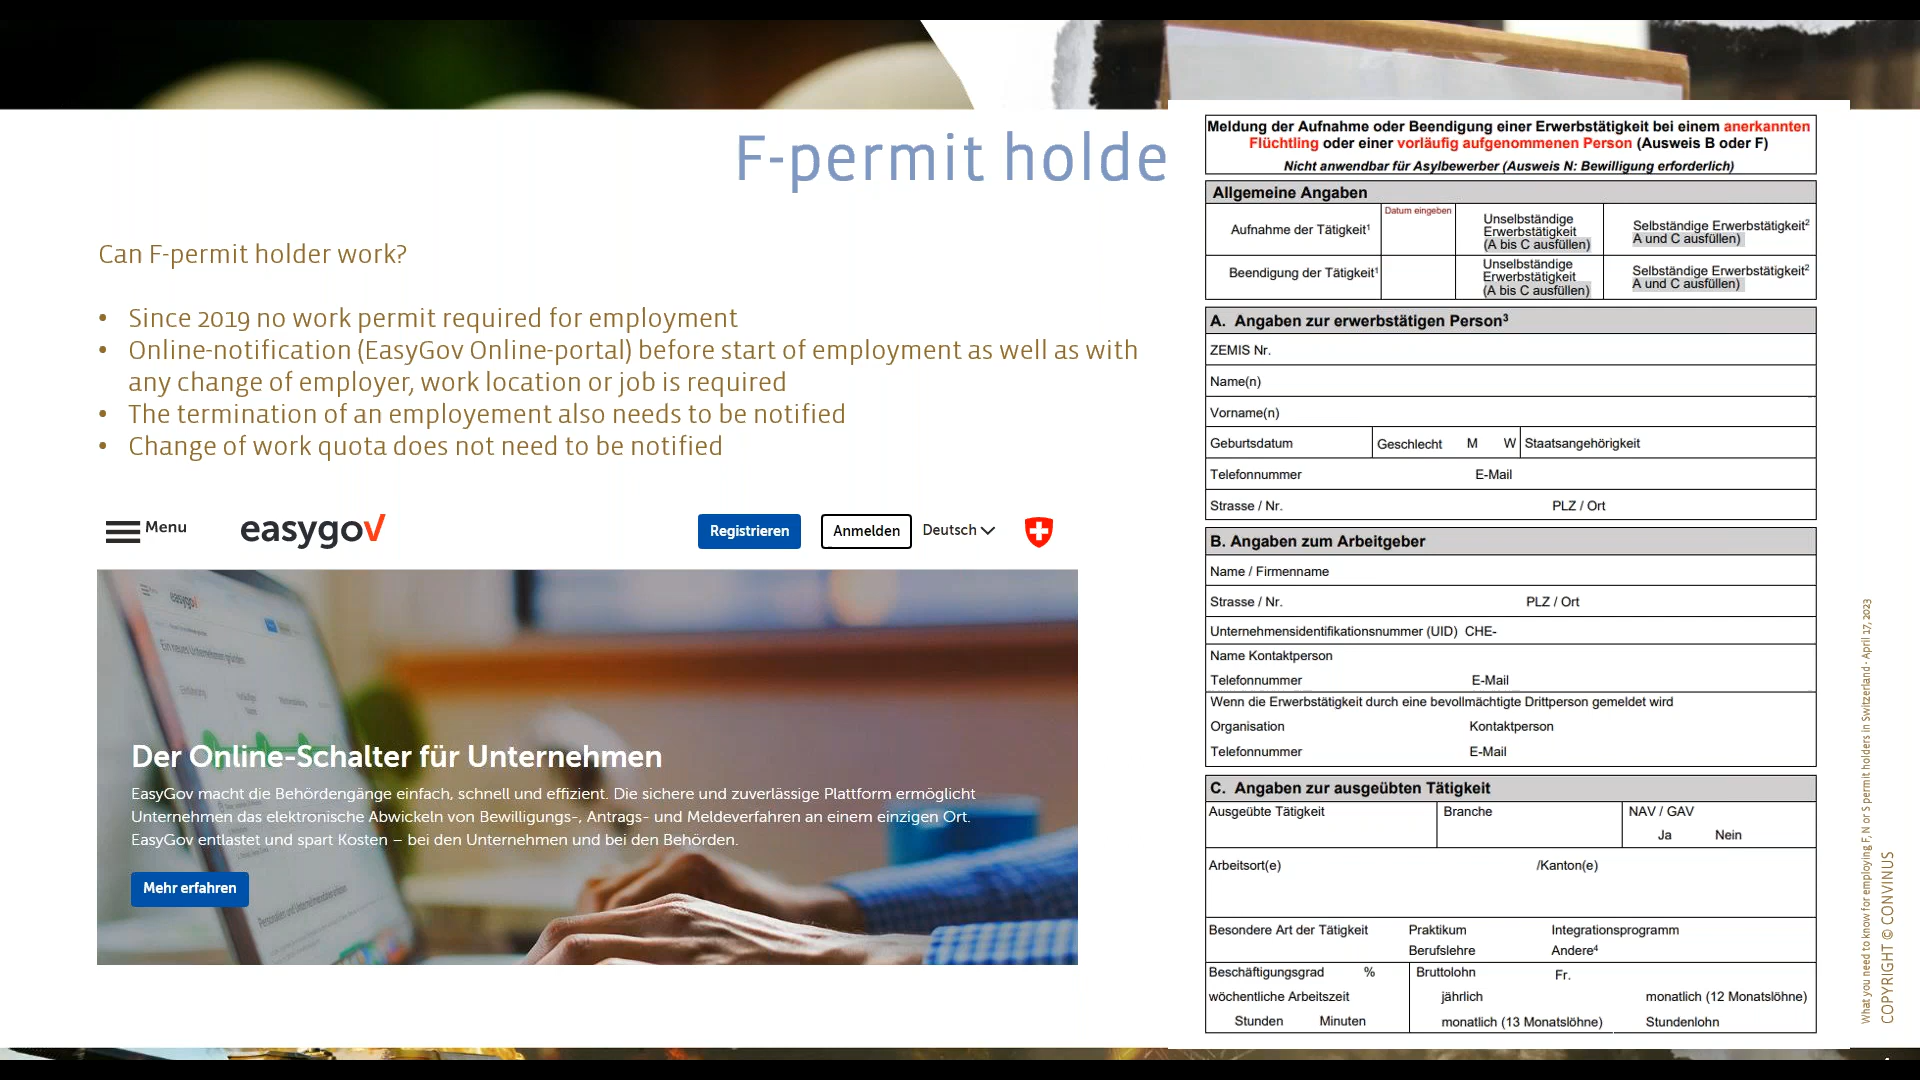 F-permit holde
Can F-permit holder work?
• Since 2019 no work permit required for employment
• Online-notification (EasyGov Online-portal) before start of employment as well as with
any change of employer, work location or job is required
• The termination of an employement also needs to be notified
• Change of work quota does not need to be notified
Menu easygov Registrieren Anmelden Deutsch
easygov
Der Online-Schalter für Unternehmen
EasyGov macht die Behördengänge einfach, schnell und effizient. Die sichere und zuverlässige Plattform ermöglicht
Unternehmen das elektronische Abwickeln von Bewilligungs-, Antrags- und Meldeverfahren an einem einzigen Ort.
EasyGov entlastet und spart Kosten – bei den Unternehmen und bei den Behörden.
Mehr erfahren
Meldung der Aufnahme oder Beendigung einer Erwerbstätigkeit bei einem anerkannten
Flüchtling oder einer vorläufig aufgenommenen Person (Ausweis B oder F)
Nicht anwendbar für Asylbewerber (Ausweis N: Bewilligung erforderlich)
Allgemeine Angaben
Aufnahme der Tätigkeit¹
Datum eingeben
Unselbständige
Erwerbstätigkeit
(A bis C ausfüllen)
Selbständige Erwerbstätigkeit²
A und C ausfüllen)
Beendigung der Tätigkeit¹
Unselbständige
Erwerbstätigkeit
(A bis C ausfüllen)
Selbständige Erwerbstätigkeit²
A und C ausfüllen)
A. Angaben zur erwerbstätigen Person³
ZEMIS Nr.
Name(n)
Vorname(n)
Geburtsdatum Geschlecht M W Staatsangehörigkeit
Telefonnummer E-Mail
Strasse / Nr. PLZ / Ort
B. Angaben zum Arbeitgeber
Name / Firmenname
Strasse / Nr. PLZ / Ort
Unternehmensidentifikationsnummer (UID) CHE-
Name Kontaktperson
Telefonnummer E-Mail
Wenn die Erwerbstätigkeit durch eine bevollmächtigte Drittperson gemeldet wird
Organisation Kontaktperson
Telefonnummer E-Mail
C. Angaben zur ausgeübten Tätigkeit
Ausgeübte Tätigkeit Branche NAV / GAV
Ja Nein
Arbeitsort(e) /Kanton(e)
Besondere Art der Tätigkeit Praktikum Integrationsprogramm
Berufslehre Andere⁴
Beschäftigungsgrad % Bruttolohn Fr.
wöchentliche Arbeitszeit jährlich monatlich (12 Monatslöhne)
Stunden Minuten monatlich (13 Monatslöhne) Stundenlohn
What you need to know for employing F, N or S permit holders in Switzerland - April 17, 2023
COPYRIGHT © CONVINUS